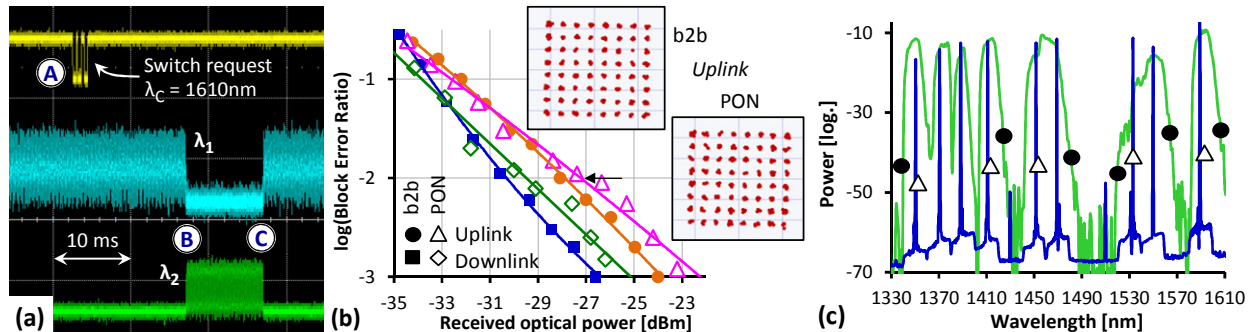 A
Switch request
λC = 1610nm
λ1
B
C
10 ms
λ2
(a)
log(Block Error Ratio)
0
-1
-2
-3
b2b
Uplink
PON
b2b
PON
Uplink
Downlink
-35 -33 -31 -29 -27 -25 -23
(b) Received optical power [dBm]
Power [log.]
-10
-30
-50
-70
1330 1370 1410 1450 1490 1530 1570 1610
(c) Wavelength [nm]